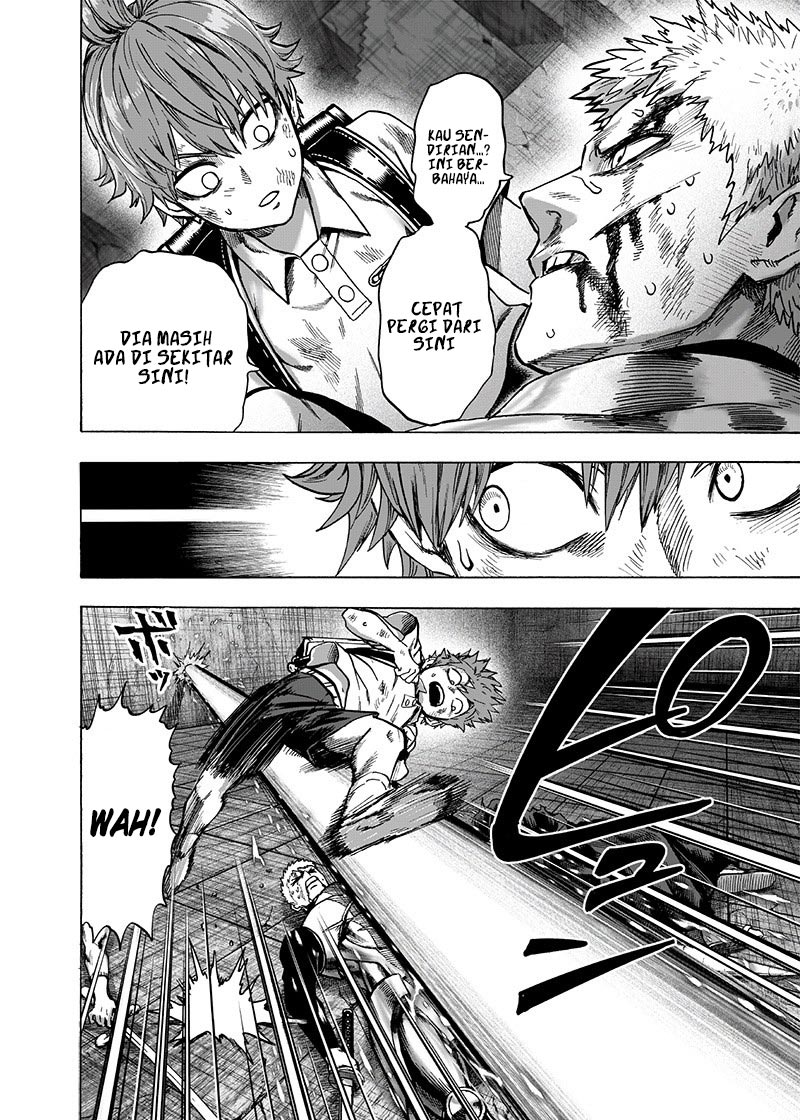 KAU SEN-
DIRIAN...?
INI BER-
BAHAYA...
CEPAT
PERGI DARI
SINI
DIA MASIH
ADA DI SEKITAR
SINI!
ボッ
ピュン
WAH!